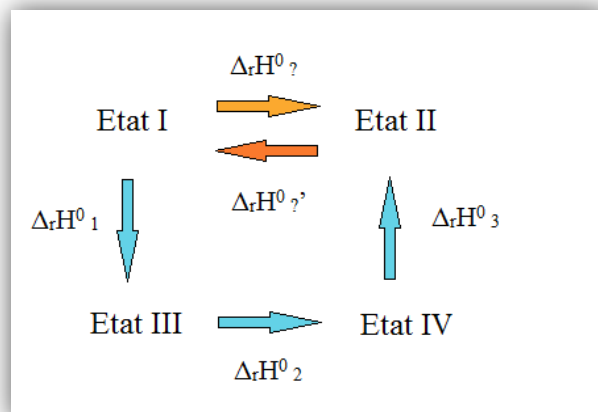 ΔrH⁰ ?
Etat I
Etat II
ΔrH⁰ ?’
ΔrH⁰ 1
ΔrH⁰ 3
Etat III
Etat IV
ΔrH⁰ 2